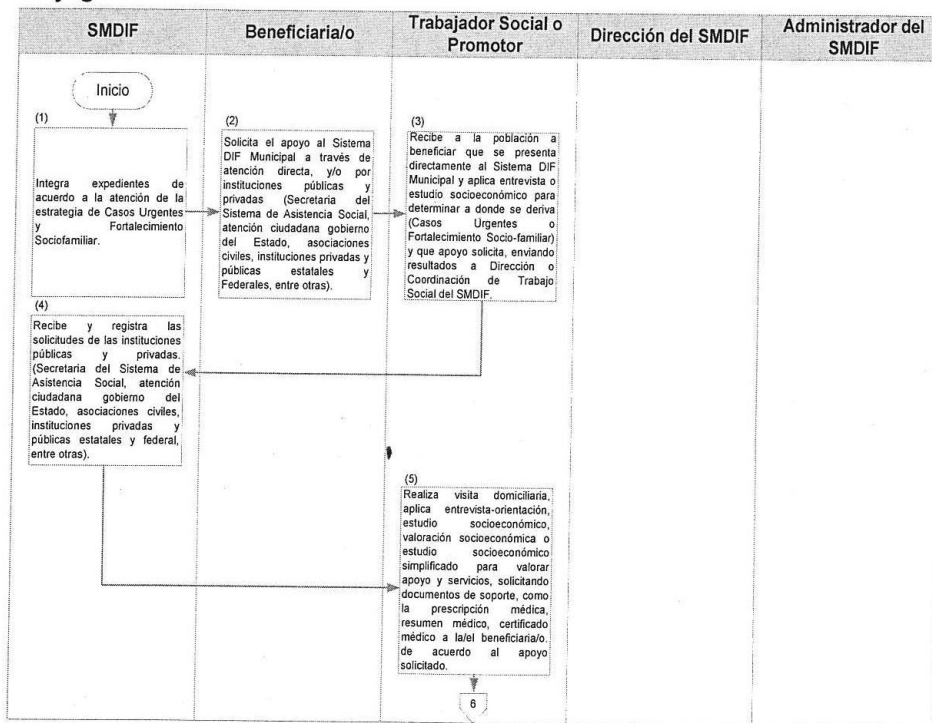 SMDIF
Beneficiaria/o
Trabajador Social o
Promotor
Dirección del SMDIF
Administrador del
SMDIF
Inicio
(1)
Integra expedientes de
acuerdo a la atención de la
estrategia de Casos Urgentes
y Fortalecimiento
Sociofamiliar.
(2)
Solicita el apoyo al Sistema
DIF Municipal a través de
atención directa, y/o por
instituciones públicas y
privadas (Secretaria del
Sistema de Asistencia Social,
atención ciudadana gobierno
del Estado, asociaciones
civiles, instituciones privadas y
públicas estatales y
Federales, entre otras).
(3)
Recibe a la población a
beneficiar que se presenta
directamente al Sistema DIF
Municipal y aplica entrevista o
estudio socioeconómico para
determinar a donde se deriva
(Casos Urgentes o
Fortalecimiento Socio-familiar)
y que apoyo solicita, enviando
resultados a Dirección o
Coordinación de Trabajo
Social del SMDIF.
(4)
Recibe y registra las
solicitudes de las instituciones
públicas y privadas.
(Secretaria del Sistema de
Asistencia Social, atención
ciudadana gobierno del
Estado, asociaciones civiles,
instituciones privadas y
públicas estatales y federal,
entre otras).
(5)
Realiza visita domiciliaria,
aplica entrevista-orientación,
estudio socioeconómico,
valoración socioeconómica o
estudio socioeconómico
simplificado para valorar
apoyo y servicios, solicitando
documentos de soporte, como
la prescripción médica,
resumen médico, certificado
médico a la/el beneficiaria/o.
de acuerdo al apoyo
solicitado.
6